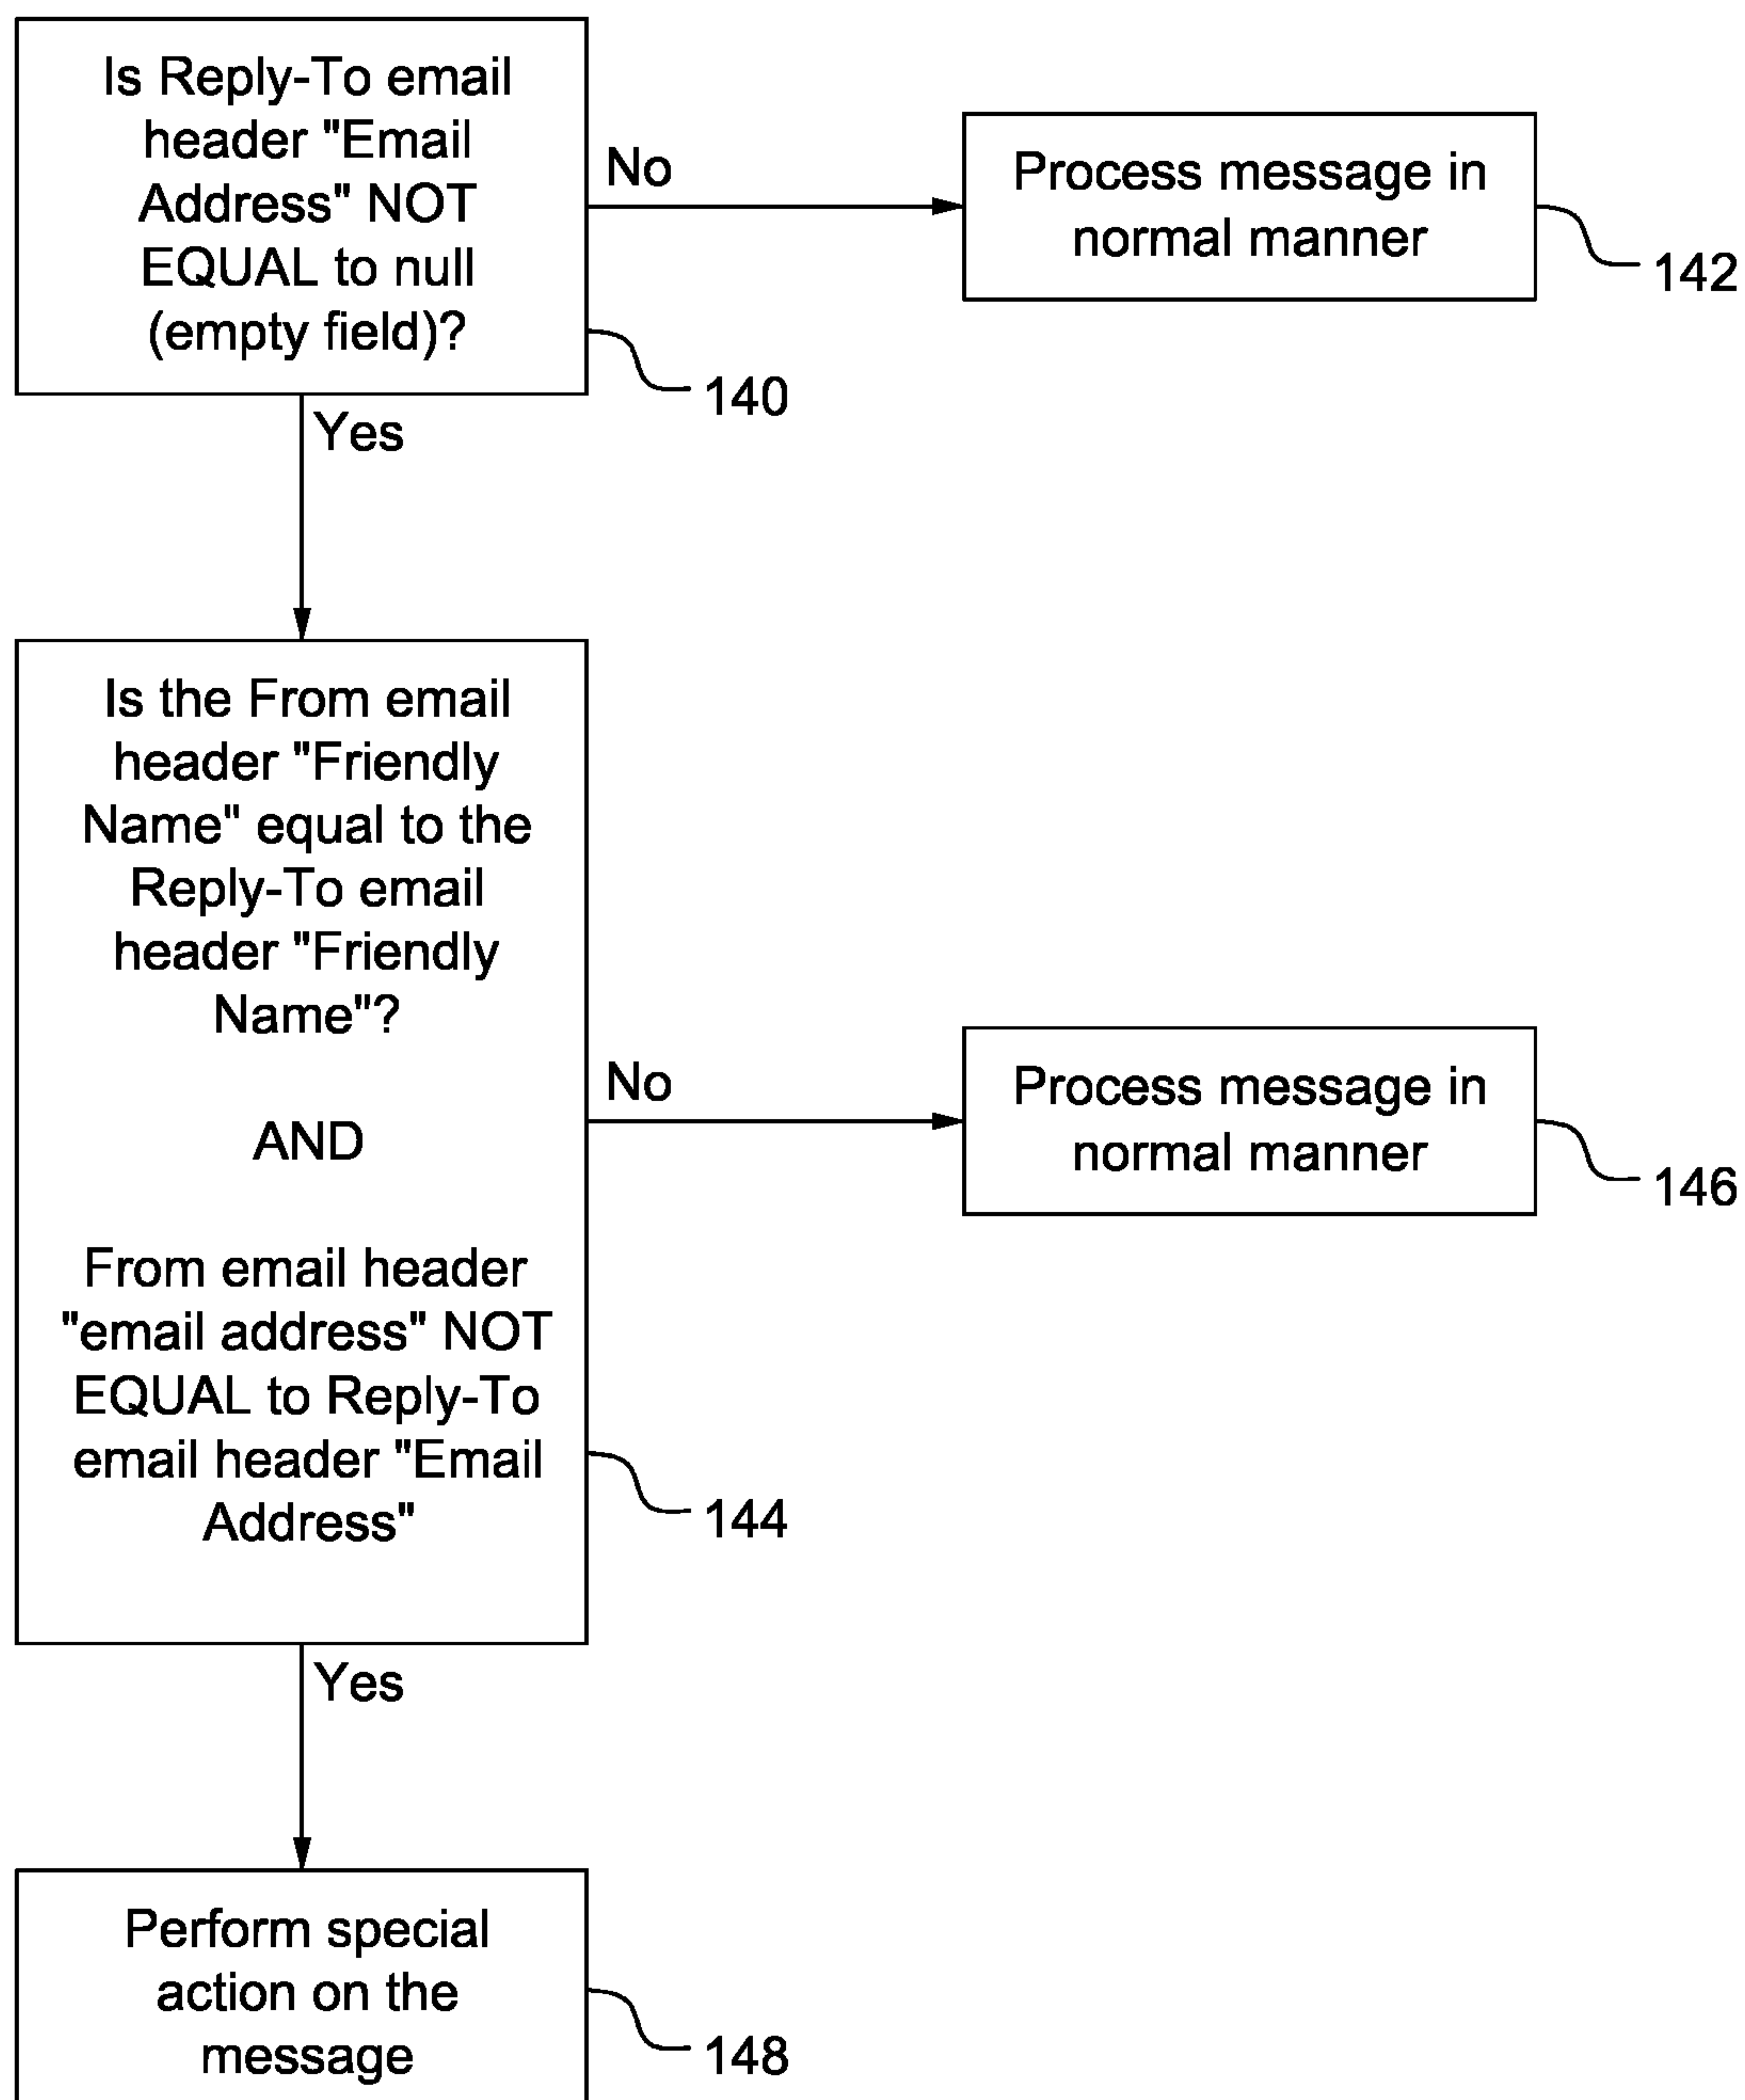 Is Reply-To email
header "Email
Address" NOT
EQUAL to null
(empty field)?
No
Process message in
normal manner
142
140
Yes
Is the From email
header "Friendly
Name" equal to the
Reply-To email
header "Friendly
Name"?
AND
From email header
"email address" NOT
EQUAL to Reply-To
email header "Email
Address"
No
Process message in
normal manner
146
144
Yes
Perform special
action on the
message
148